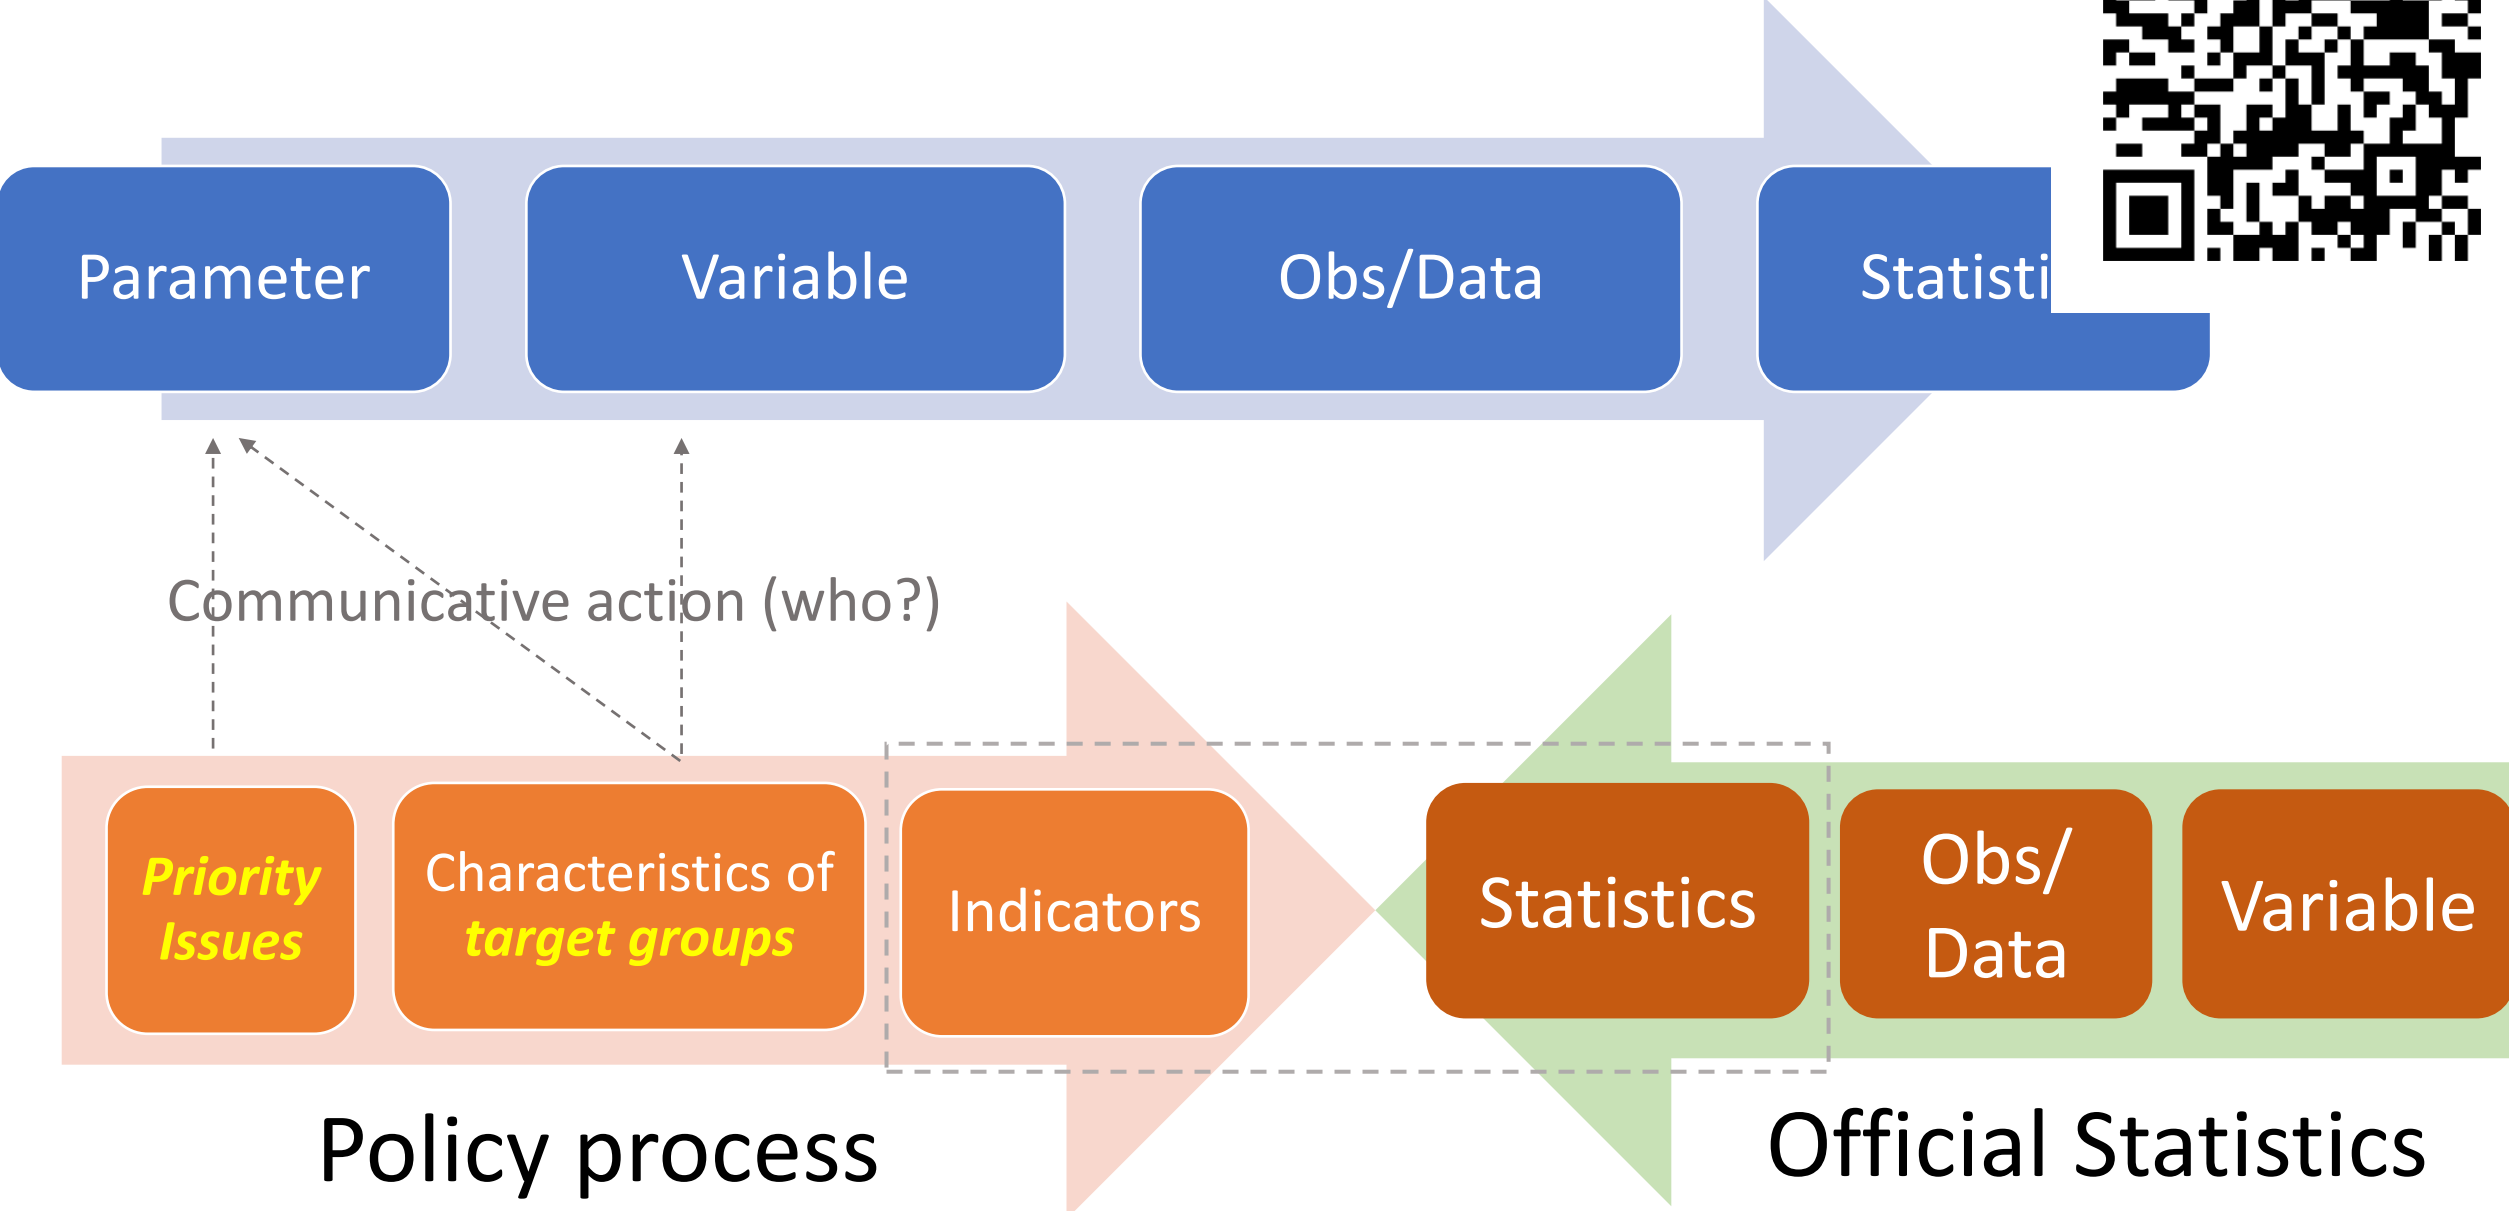 Parameter
Variable
Obs/Data
Statisti
Communicative action (who?)
Priority
Issues
Characteristics of
target groups
Indicators
Statistics
Obs/
Data
Variable
Policy process
Official Statistics